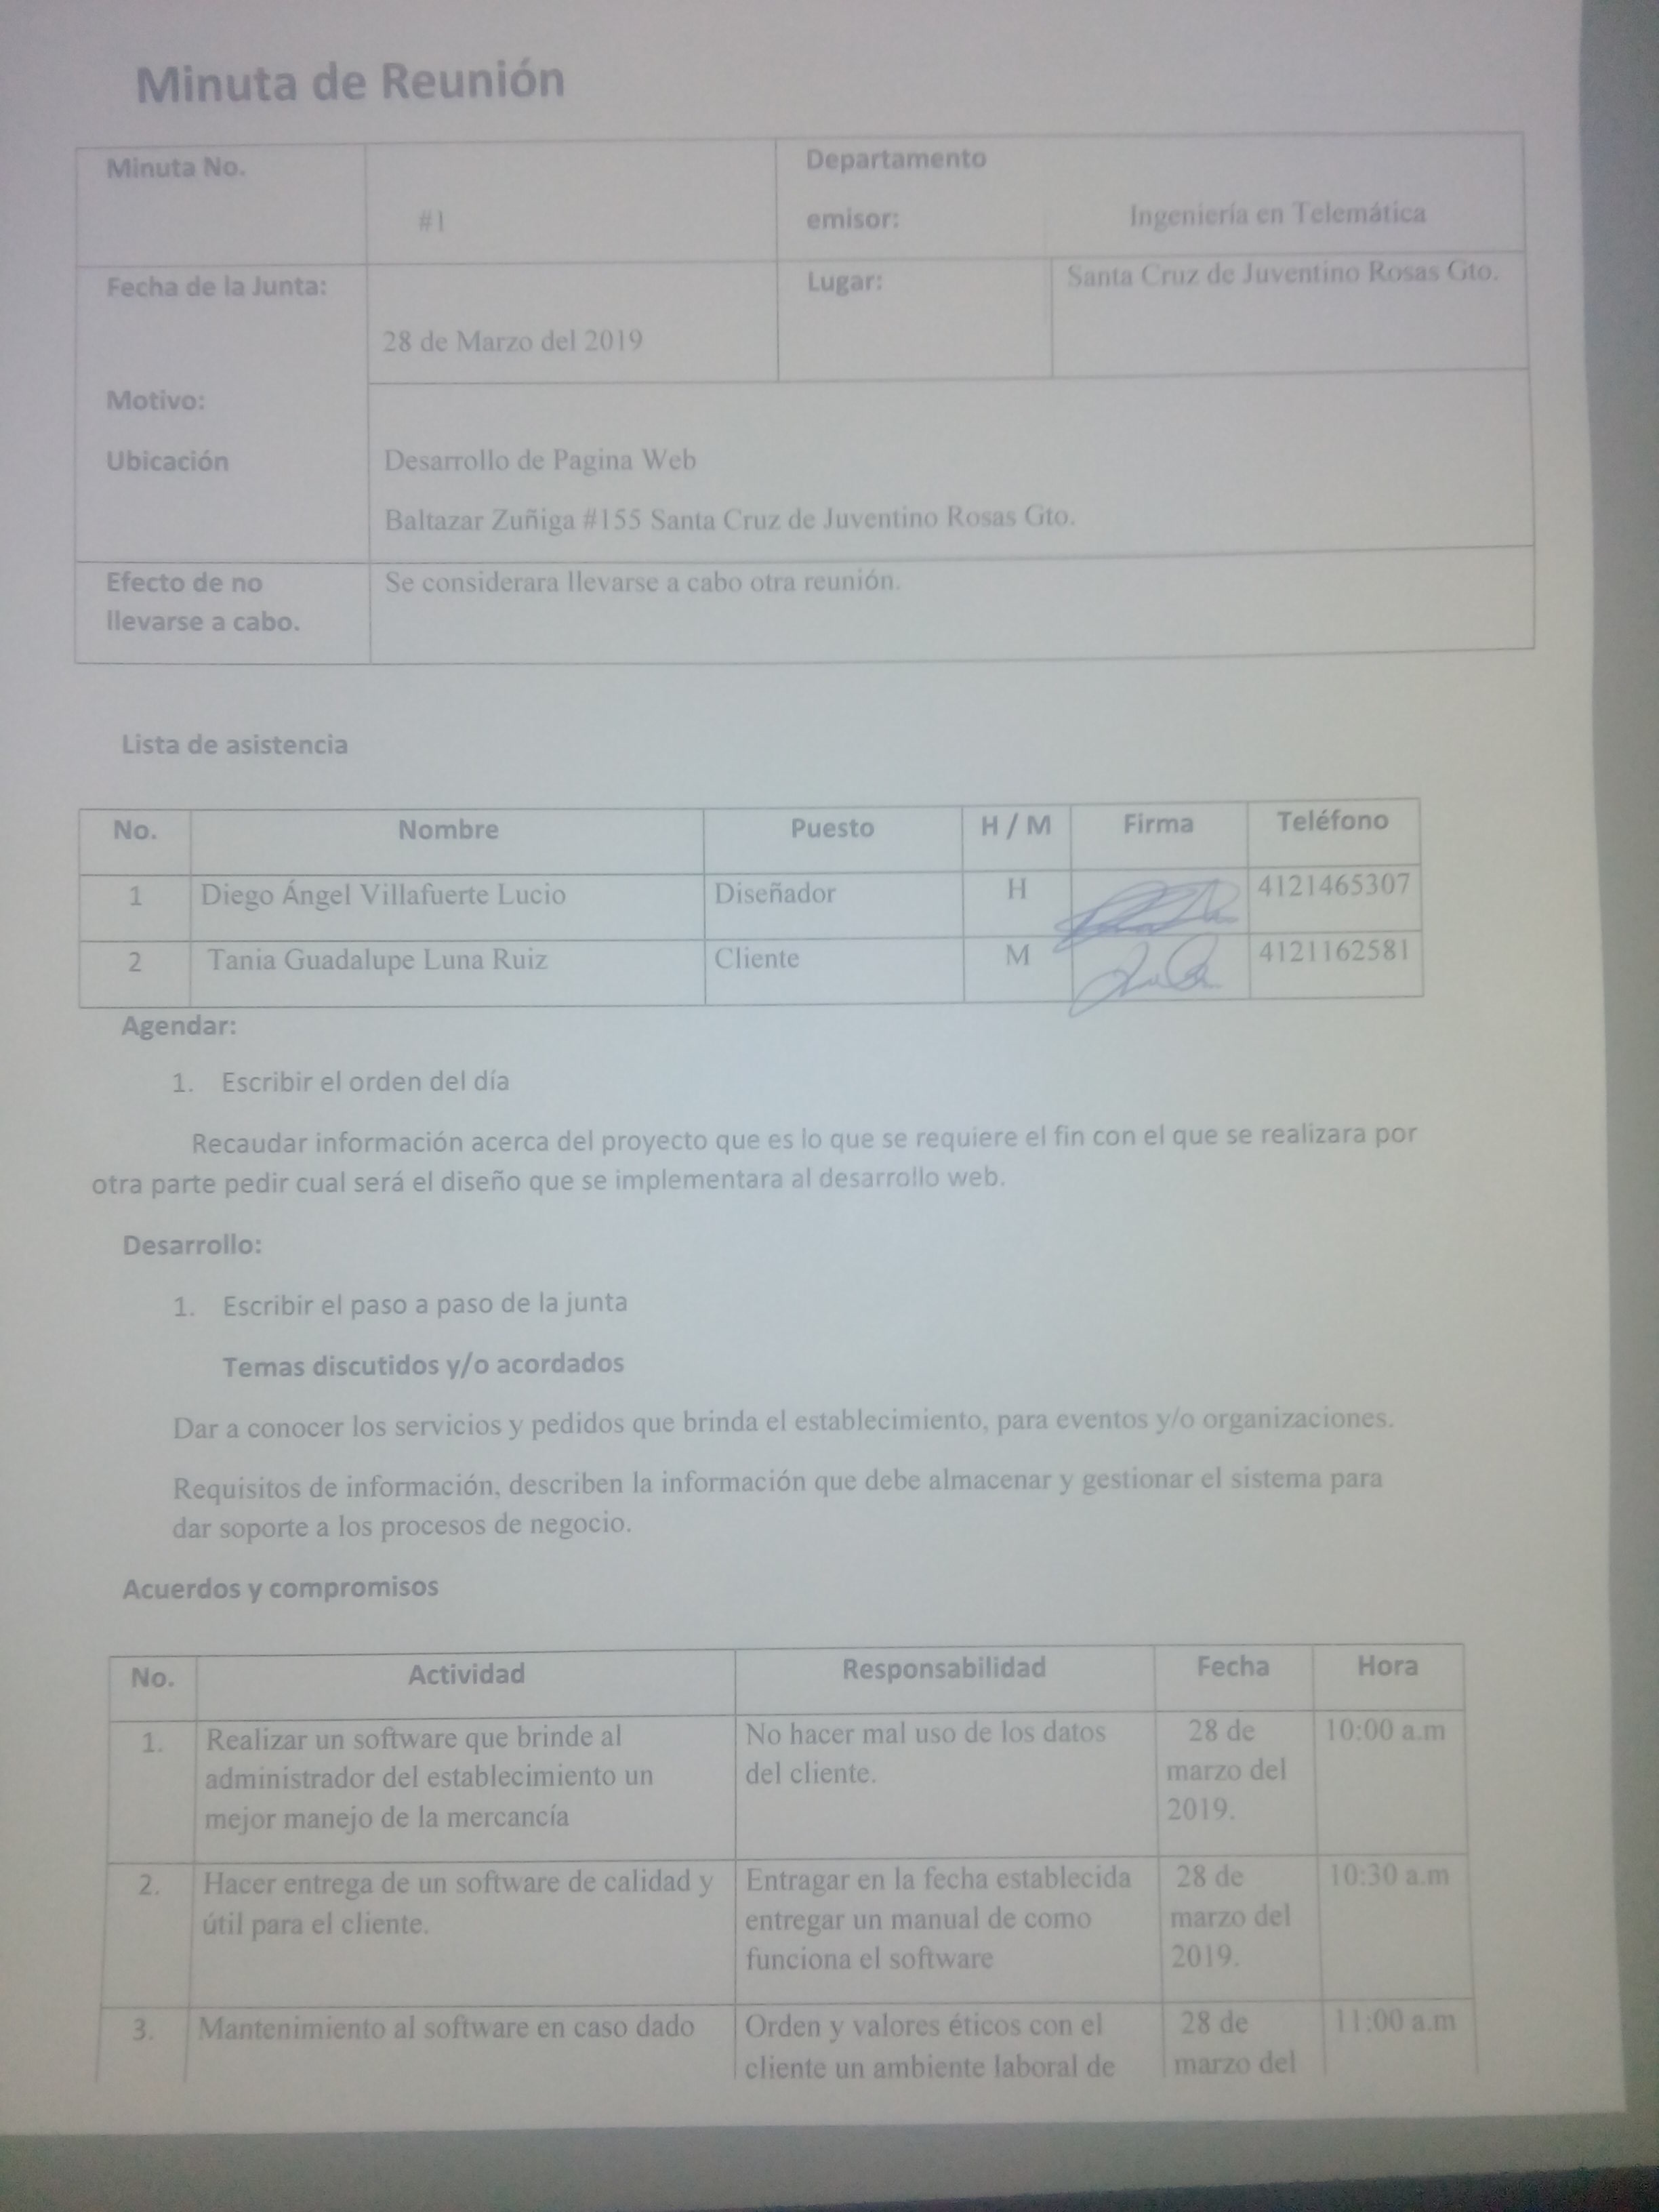 Minuta de Reunión
Minuta No.
#1
Departamento
emisor:
Ingeniería en Telemática
Fecha de la Junta:
28 de Marzo del 2019
Lugar:
Santa Cruz de Juventino Rosas Gto.
Motivo:
Ubicación
Desarrollo de Pagina Web
Baltazar Zuñiga #155 Santa Cruz de Juventino Rosas Gto.
Efecto de no
llevarse a cabo.
Se considerara llevarse a cabo otra reunión.
Lista de asistencia
No. Nombre Puesto H / M Firma Teléfono
1 Diego Ángel Villafuerte Lucio Diseñador H 4121465307
2 Tania Guadalupe Luna Ruiz Cliente M 4121162581
Agendar:
1. Escribir el orden del día
Recaudar información acerca del proyecto que es lo que se requiere el fin con el que se realizara por
otra parte pedir cual será el diseño que se implementara al desarrollo web.
Desarrollo:
1. Escribir el paso a paso de la junta
Temas discutidos y/o acordados
Dar a conocer los servicios y pedidos que brinda el establecimiento, para eventos y/o organizaciones.
Requisitos de información, describen la información que debe almacenar y gestionar el sistema para
dar soporte a los procesos de negocio.
Acuerdos y compromisos
No. Actividad Responsabilidad Fecha Hora
1. Realizar un software que brinde al No hacer mal uso de los datos 28 de 10:00 a.m
administrador del establecimiento un del cliente. marzo del
mejor manejo de la mercancía 2019.
2. Hacer entrega de un software de calidad y Entragar en la fecha establecida 28 de 10:30 a.m
útil para el cliente. entregar un manual de como marzo del
funciona el software 2019.
3. Mantenimiento al software en caso dado Orden y valores éticos con el 28 de 11:00 a.m
cliente un ambiente laboral de marzo del